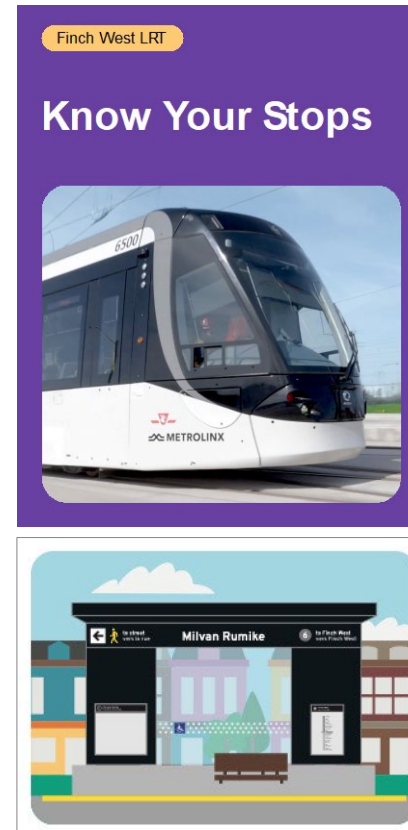 Finch West LRT
Know Your Stops
6500
METROLINX
to street
vers la rue
Milvan Rumike
6
to Finch West
vers Finch West